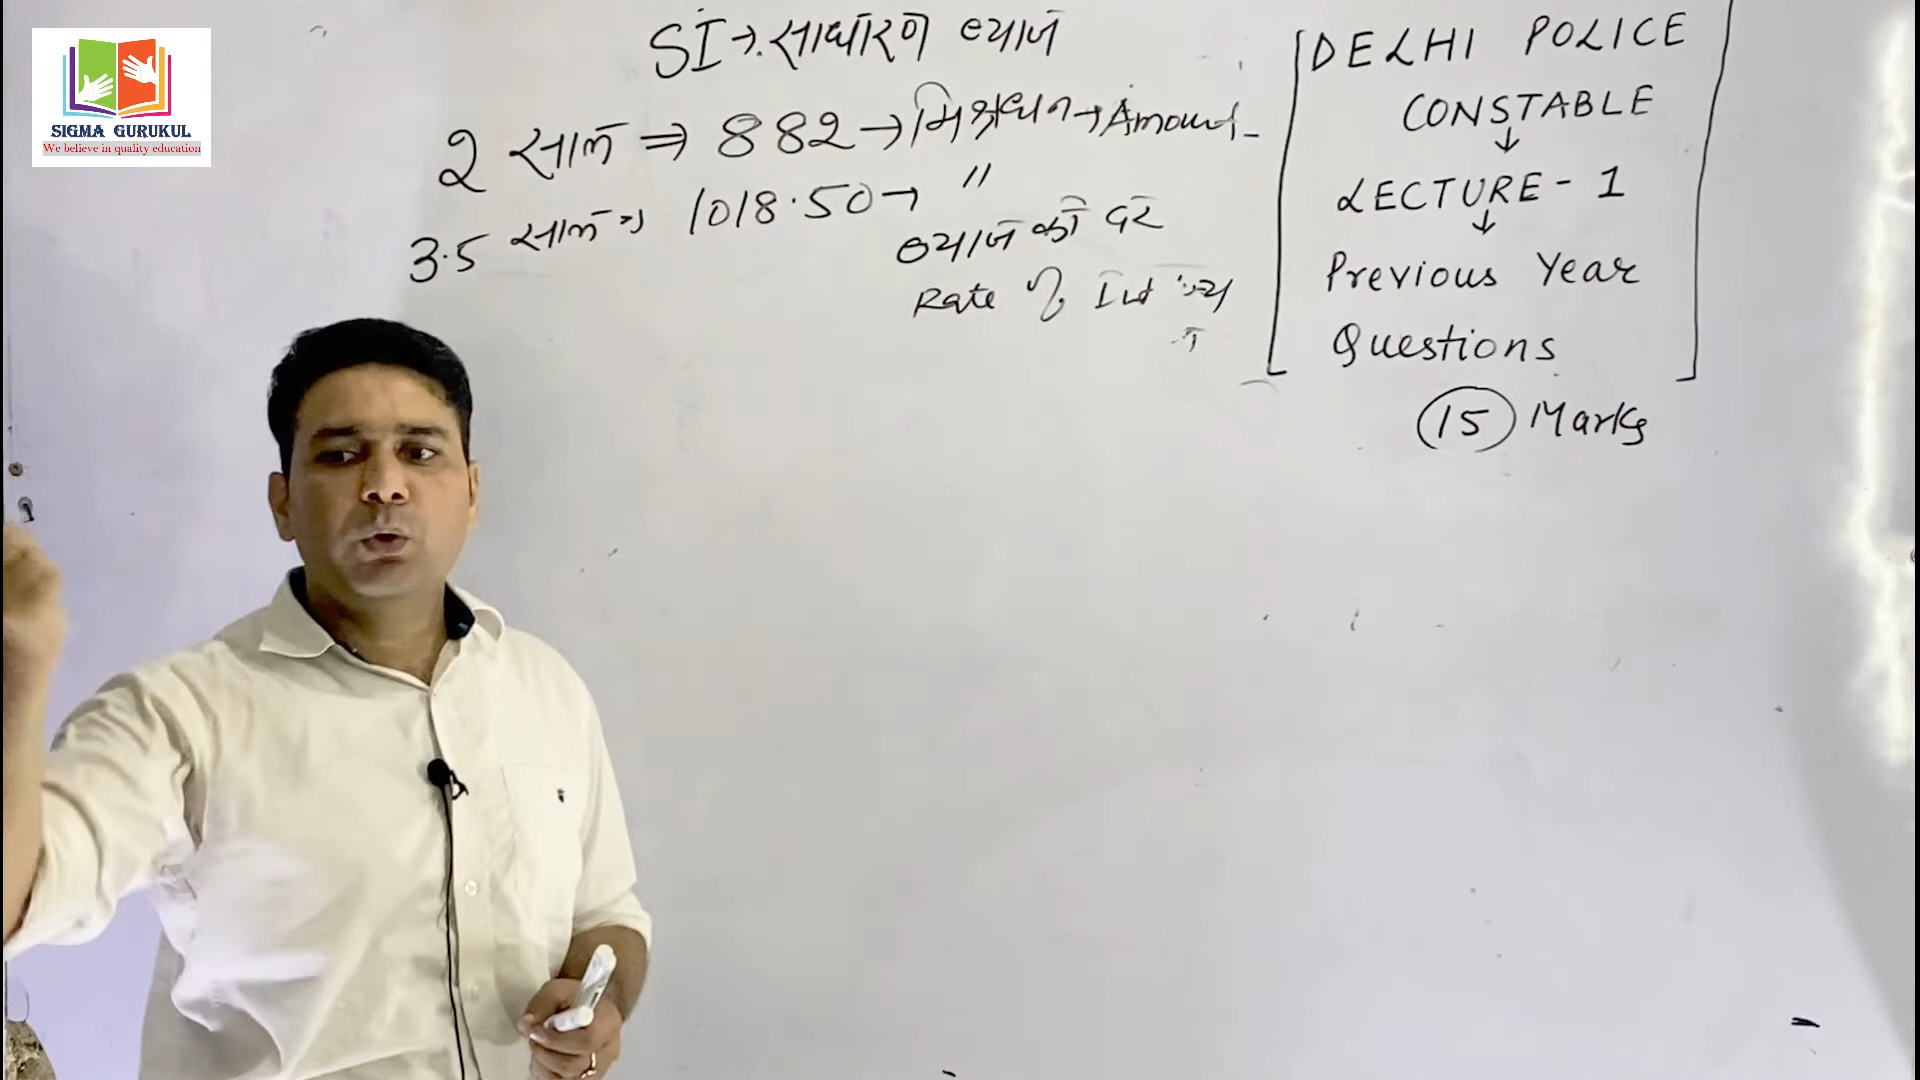 SIGMA GURUKUL
We believe in quality education
SI → साधारण ब्याज
2 साल ⇒ 882 → मिश्रधन → Amount
3.5 साल ⇒ 1018.50 → "
ब्याज की दर
Rate of Int
DELHI POLICE
CONSTABLE
↓
LECTURE - 1
↓
Previous Year
Questions
15 Marks